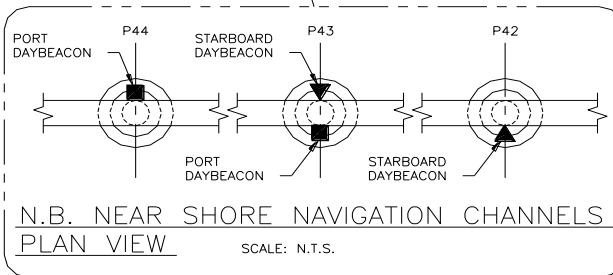 P44
P43
P42
PORT
DAYBEACON
STARBOARD
DAYBEACON
PORT
DAYBEACON
STARBOARD
DAYBEACON
N.B. NEAR SHORE NAVIGATION CHANNELS
PLAN VIEW
SCALE: N.T.S.